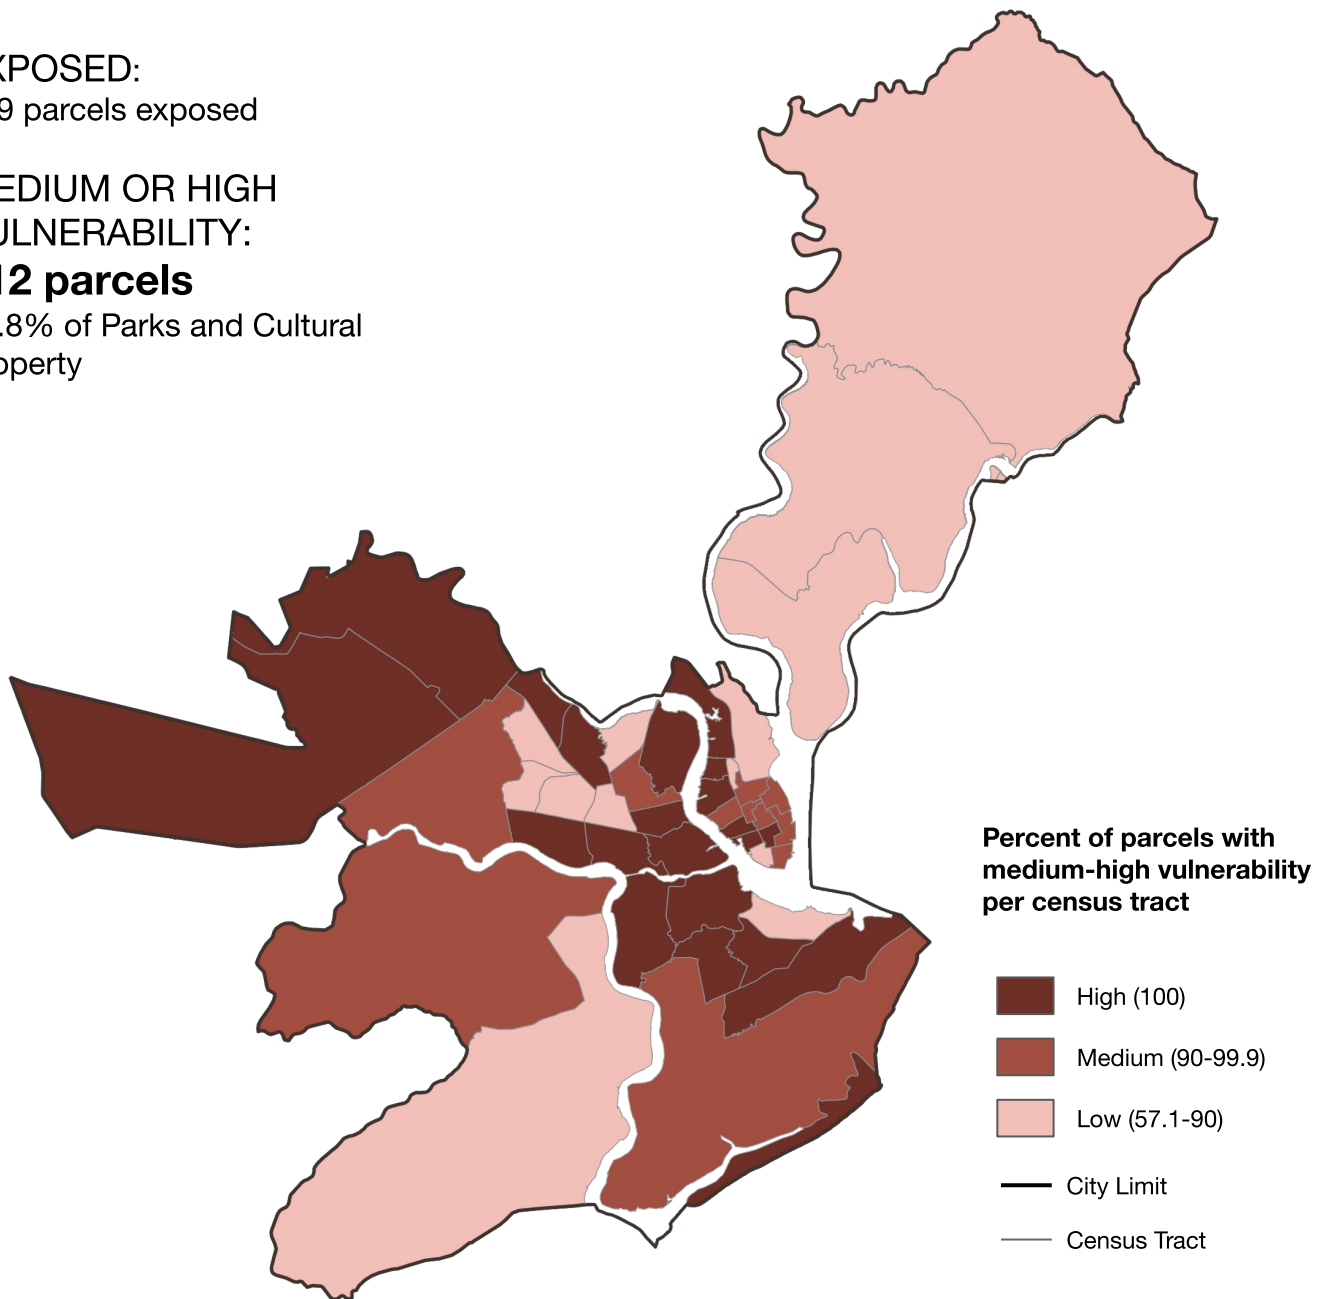 XPOSED:
9 parcels exposed
EDIUM OR HIGH
ULNERABILITY:
12 parcels
.8% of Parks and Cultural
operty
Percent of parcels with
medium-high vulnerability
per census tract
High (100)
Medium (90-99.9)
Low (57.1-90)
City Limit
Census Tract